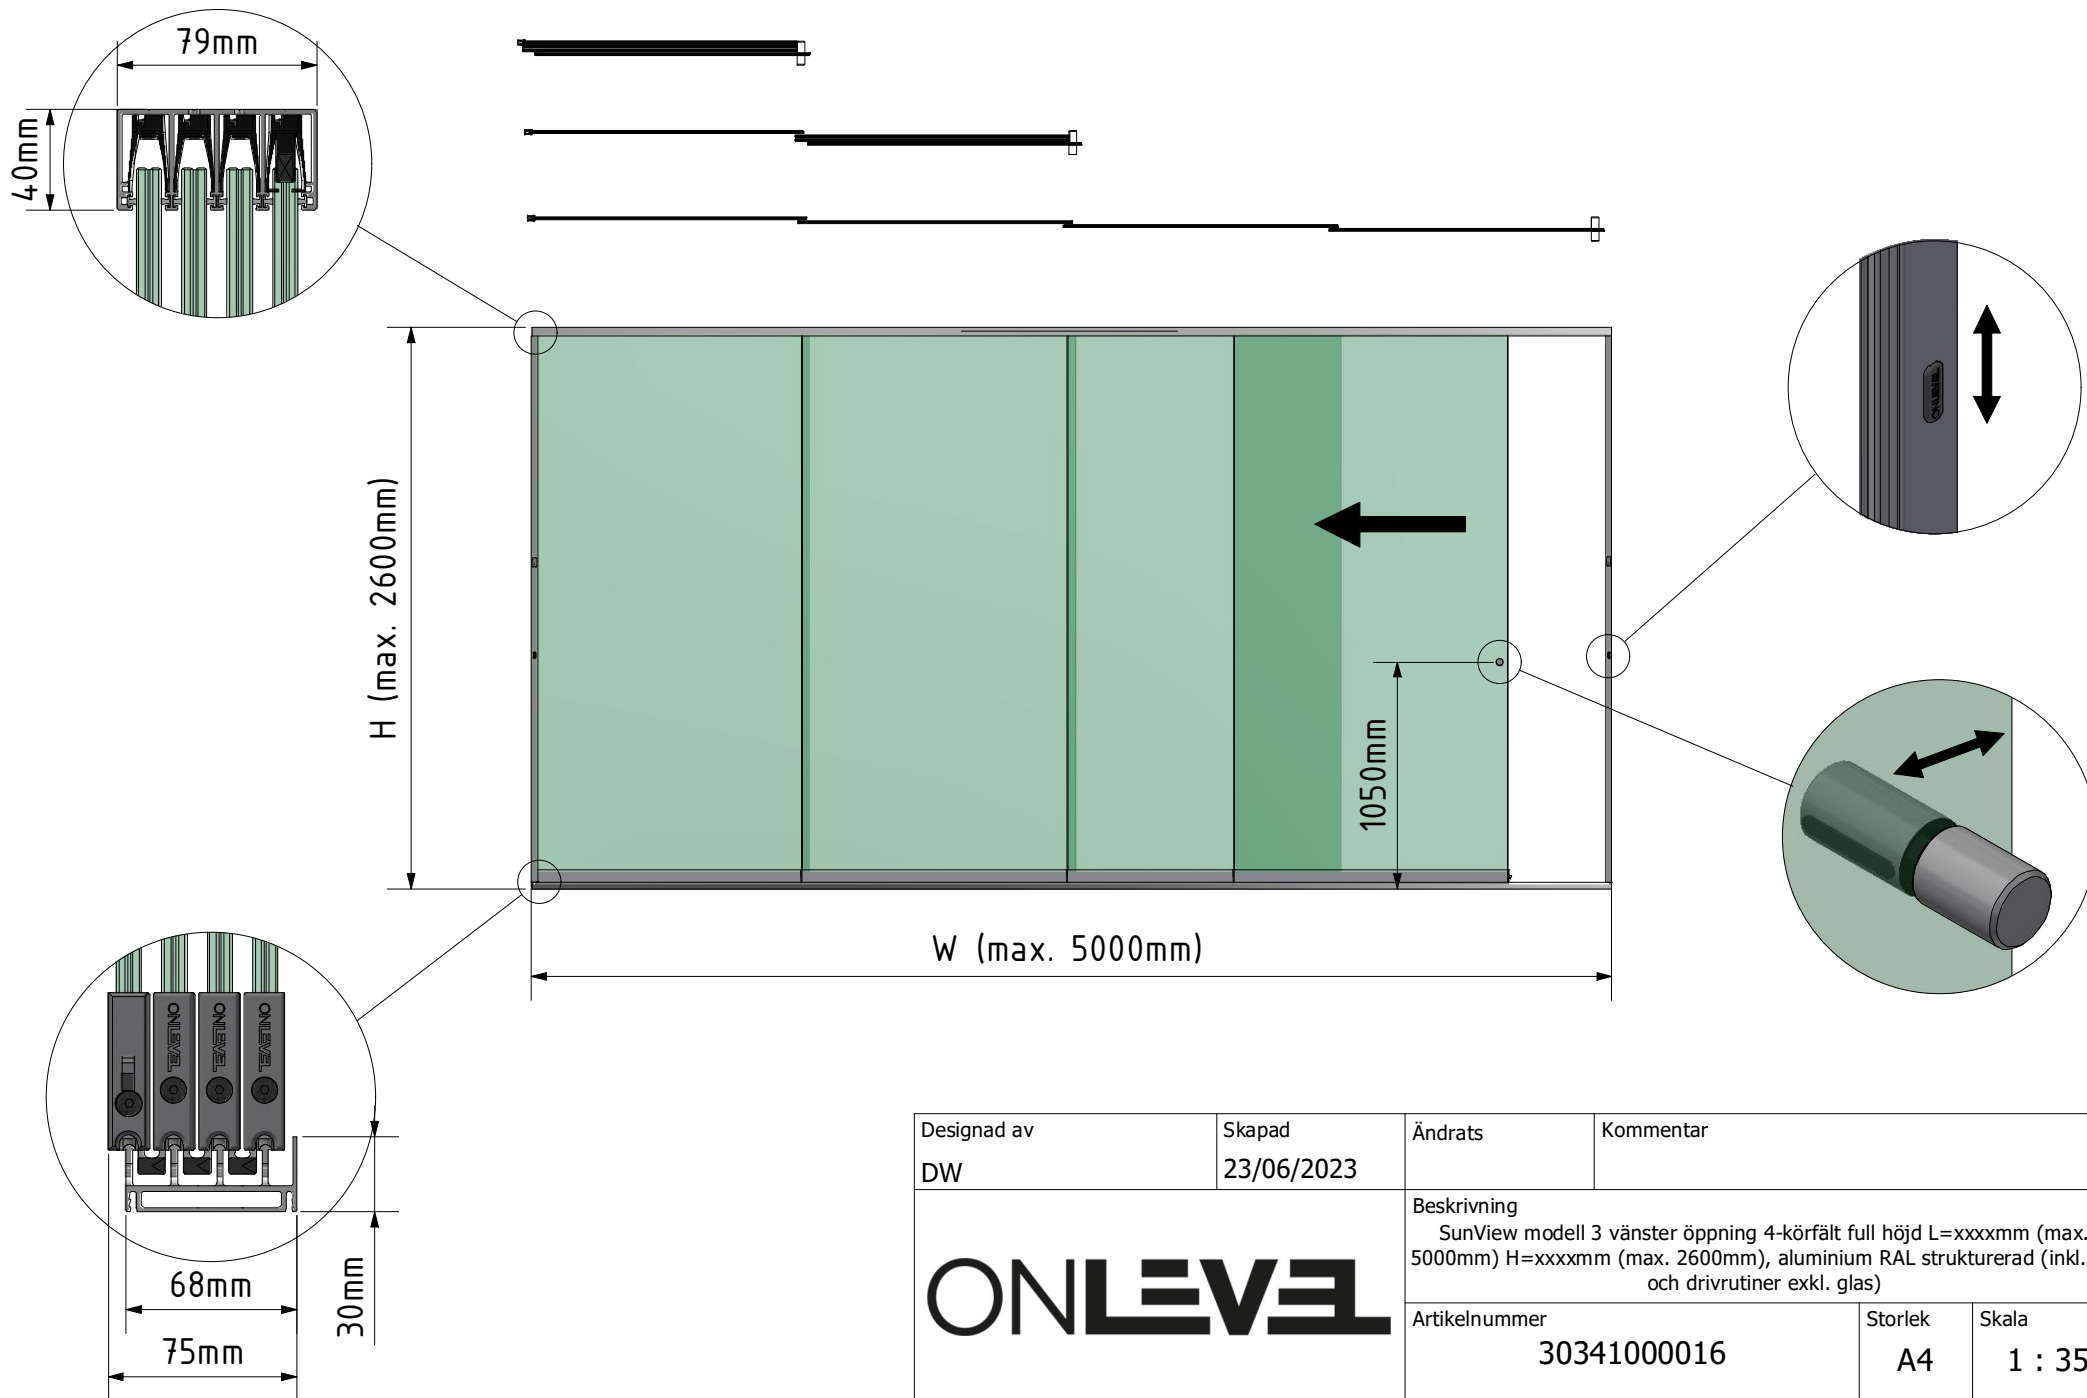 79mm
40mm
H (max. 2600mm)
1050mm
ONLEVEL
W (max. 5000mm)
ONLEVEL
ONLEVEL
ONLEVEL
68mm
75mm
30mm
Designad av
DW
Skapad
23/06/2023
Ändrats
Kommentar
ONLEVEL
Beskrivning
SunView modell 3 vänster öppning 4-körfält full höjd L=xxxxmm (max.
5000mm) H=xxxxmm (max. 2600mm), aluminium RAL strukturerad (inkl.
och drivrutiner exkl. glas)
Artikelnummer
30341000016
Storlek
A4
Skala
1 : 35